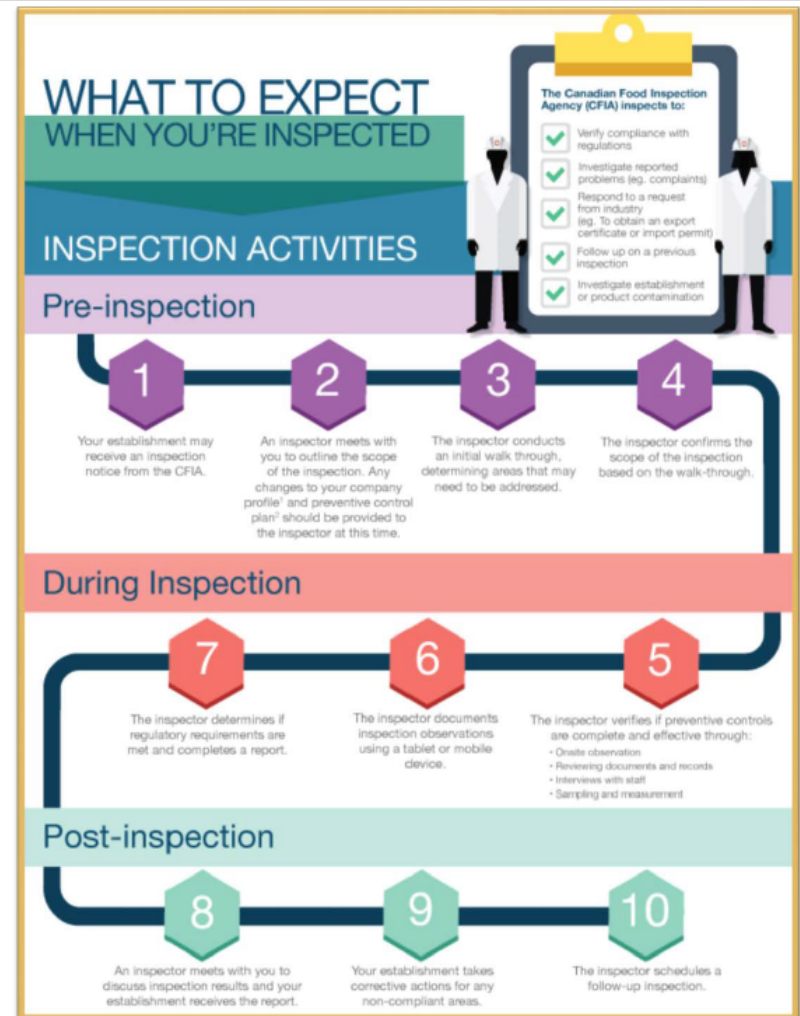 WHAT TO EXPECT
WHEN YOU'RE INSPECTED
The Canadian Food Inspection
Agency (CFIA) inspects to:
Verify compliance with
regulations
Investigate reported
problems (eg. complaints)
Respond to a request
from industry
(eg. To obtain an export
certificate or import permit)
Follow up on a previous
inspection
Investigate establishment
or product contamination
INSPECTION ACTIVITIES
Pre-inspection
1
Your establishment may
receive an inspection
notice from the CFIA.
2
An inspector meets with
you to outline the scope
of the inspection. Any
changes to your company
profile¹ and preventive control
plan² should be provided to
the inspector at this time.
3
The inspector conducts
an initial walk through,
determining areas that may
need to be addressed.
4
The inspector confirms the
scope of the inspection
based on the walk-through.
During Inspection
5
The inspector verifies if preventive controls
are complete and effective through:
• Onsite observation
• Reviewing documents and records
• Interviews with staff
• Sampling and measurement
6
The inspector documents
inspection observations
using a tablet or mobile
device.
7
The inspector determines if
regulatory requirements are
met and completes a report.
Post-inspection
8
An inspector meets with you to
discuss inspection results and your
establishment receives the report.
9
Your establishment takes
corrective actions for any
non-compliant areas.
10
The inspector schedules a
follow-up inspection.